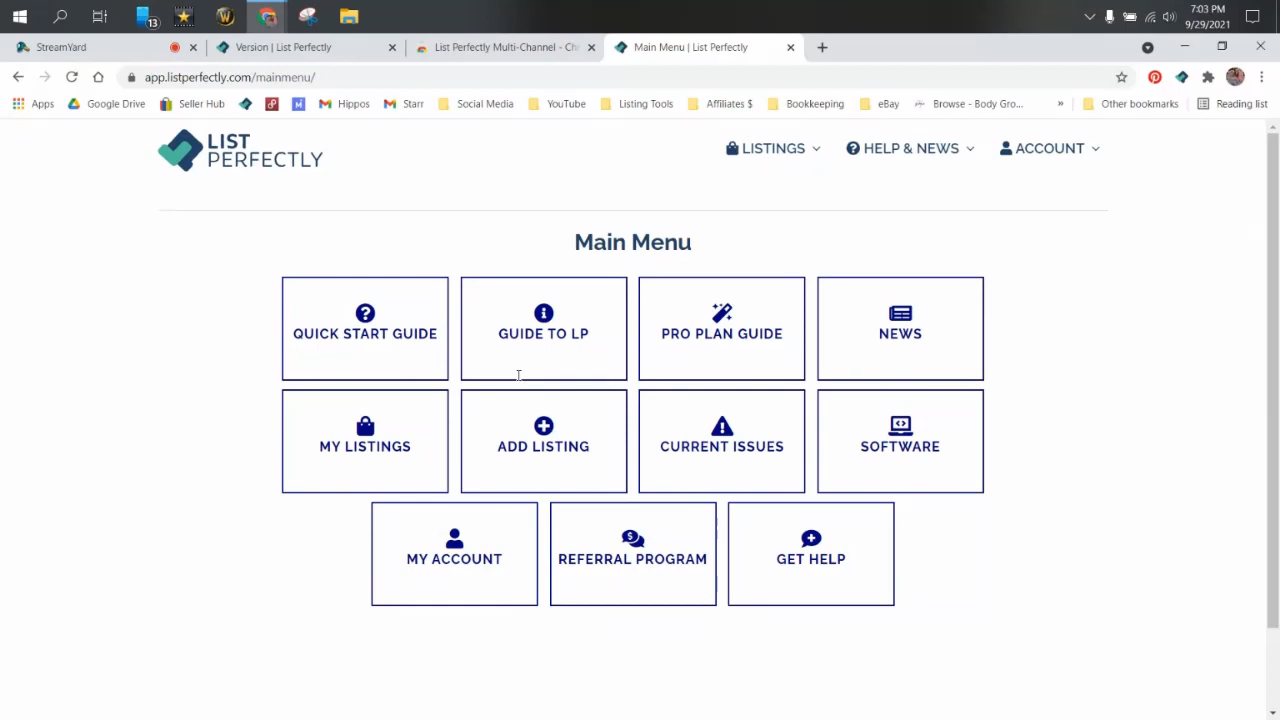 13
7:03 PM
9/29/2021
StreamYard
Version | List Perfectly
List Perfectly Multi-Channel - Ch
Main Menu | List Perfectly
app.listperfectly.com/mainmenu/
Apps
Google Drive
Seller Hub
Hippos
Starr
Social Media
YouTube
Listing Tools
Affiliates $
Bookkeeping
eBay
Browse - Body Gro...
»
Other bookmarks
Reading list
LIST
PERFECTLY
LISTINGS
HELP & NEWS
ACCOUNT
Main Menu
QUICK START GUIDE
GUIDE TO LP
PRO PLAN GUIDE
NEWS
MY LISTINGS
ADD LISTING
CURRENT ISSUES
SOFTWARE
MY ACCOUNT
REFERRAL PROGRAM
GET HELP